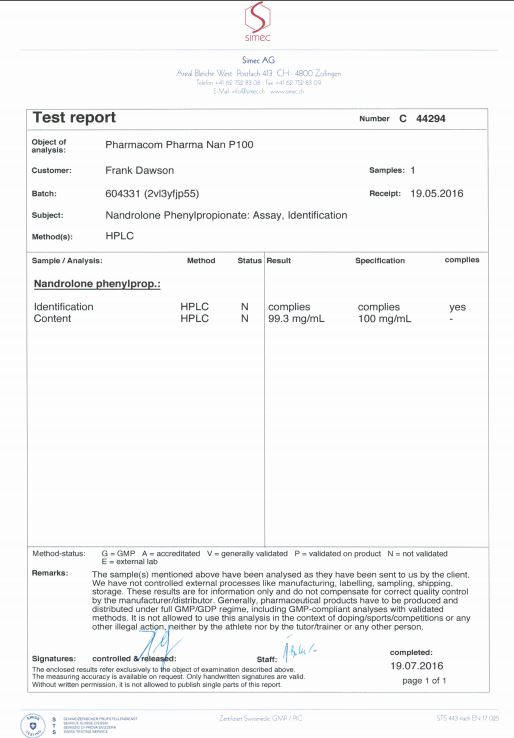 simec
Simec AG
Areal Bleiche West Postfach 413 CH - 4800 Zofingen
Telefon +41 62 752 83 08 Fax +41 62 752 83 09
E-Mail info@simec.ch www.simec.ch
Test report Number C 44294
Object of analysis: Pharmacom Pharma Nan P100
Customer: Frank Dawson Samples: 1
Batch: 604331 (2vl3yfjp55) Receipt: 19.05.2016
Subject: Nandrolone Phenylpropionate: Assay, Identification
Method(s): HPLC
Sample / Analysis: Method Status Result Specification complies
Nandrolone phenylprop.:
Identification HPLC N complies complies yes
Content HPLC N 99.3 mg/mL 100 mg/mL -
Method-status: G = GMP A = accreditated V = generally validated P = validated on product N = not validated
E = external lab
Remarks: The sample(s) mentioned above have been analysed as they have been sent to us by the client.
We have not controlled external processes like manufacturing, labelling, sampling, shipping,
storage. These results are for information only and do not compensate for correct quality control
by the manufacturer/distributor. Generally, pharmaceutical products have to be produced and
distributed under full GMP/GDP regime, including GMP-compliant analyses with validated
methods. It is not allowed to use this analysis in the context of doping/sports/competitions or any
other illegal action, neither by the athlete nor by the tutor/trainer or any other person.
Signatures: controlled & released: Staff: completed:
19.07.2016
The enclosed results refer exclusively to the object of examination described above.
The measuring accuracy is available on request. Only handwritten signatures are valid.
Without written permission, it is not allowed to publish single parts of this report.
page 1 of 1
STS
SCHWEIZERISCHER PRÜFSTELLENDIENST
SERVICE SUISSE D'ESSAI
SERVIZIO DI PROVA SVIZZERO
SWISS TESTING SERVICE
Zertifiziert Swissmedic GMP / PIC
STS 443 nach EN 17 025